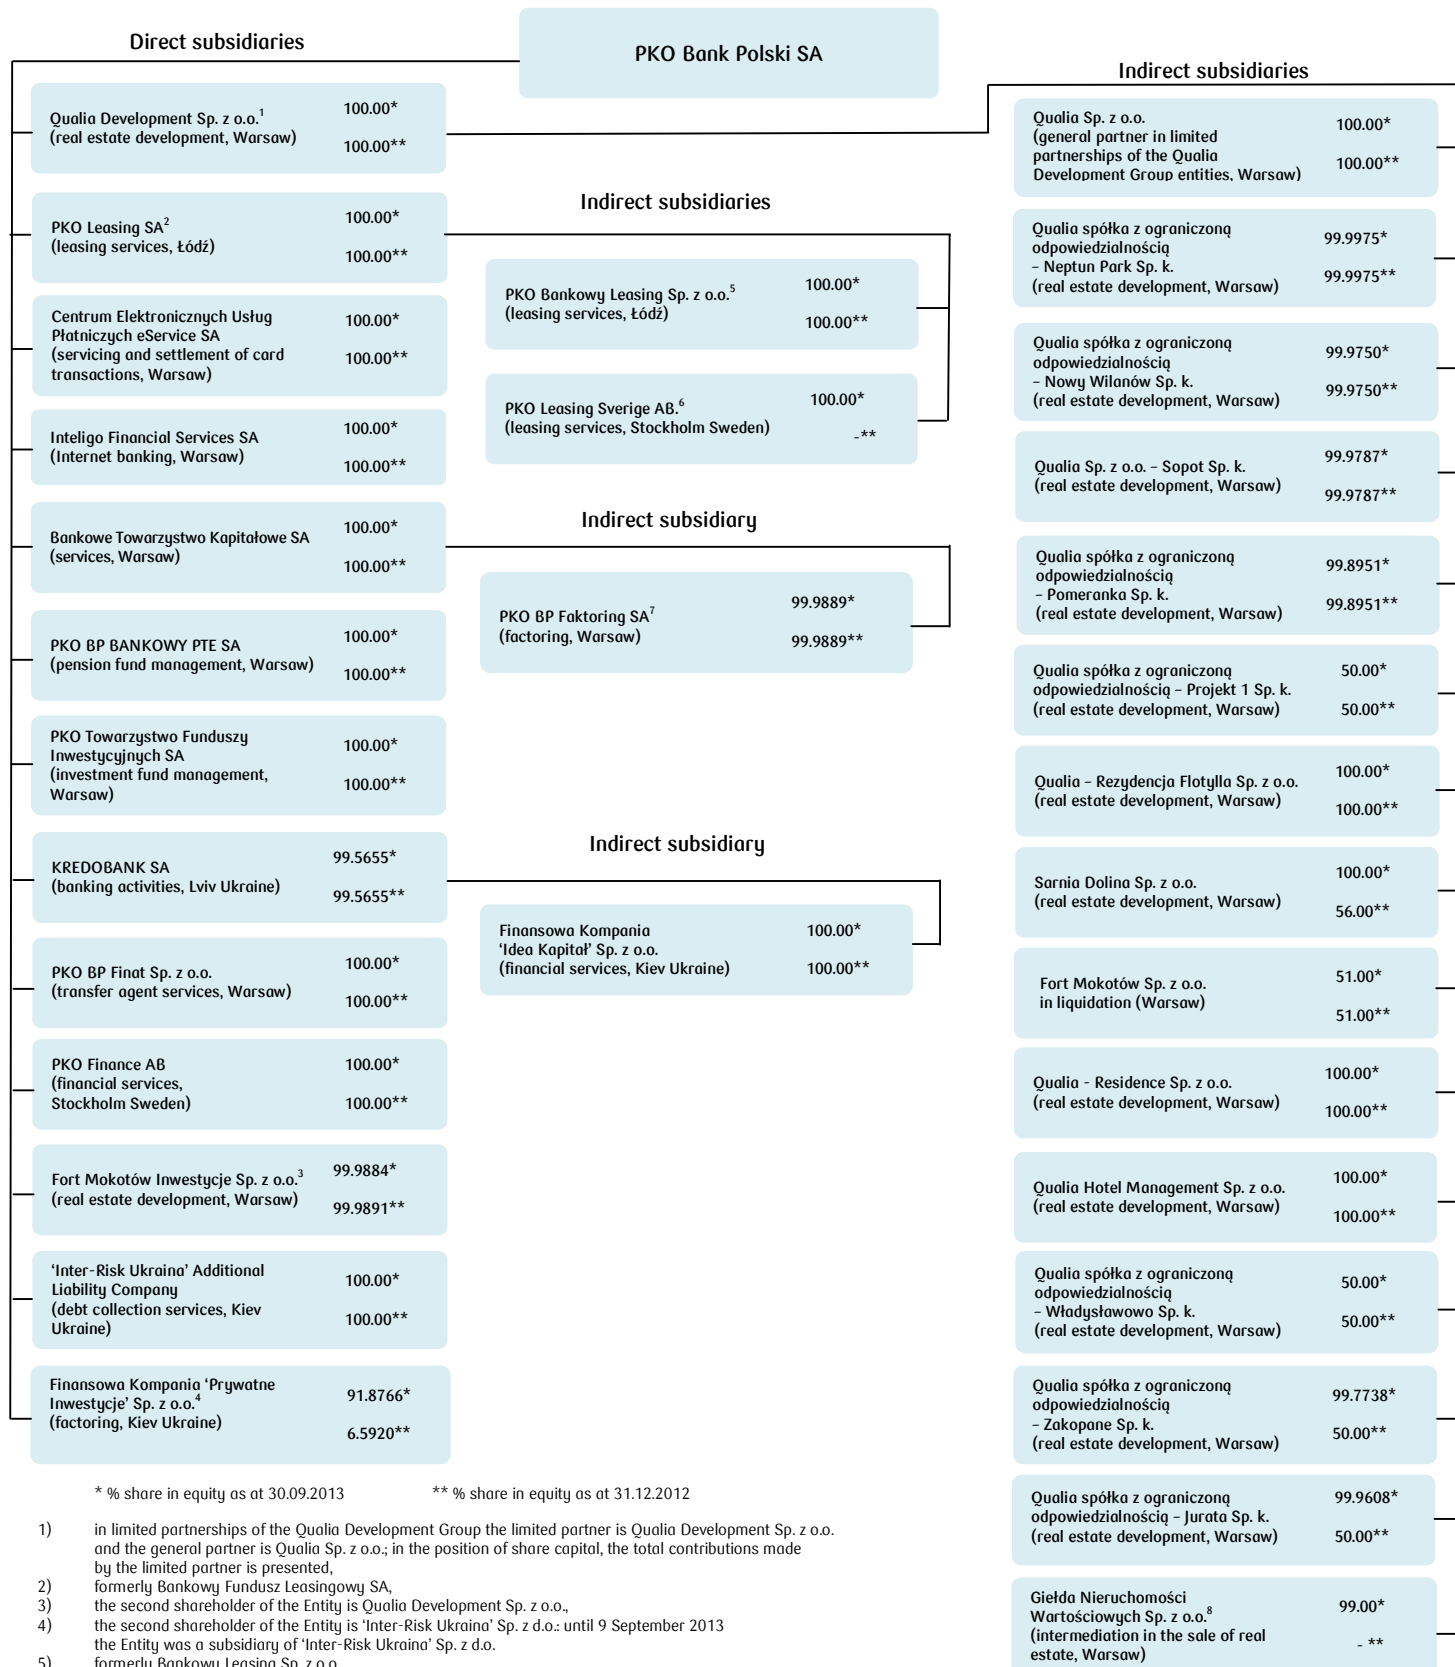 PKO Bank Polski SA
Direct subsidiaries
Qualia Development Sp. z o.o.1
(real estate development, Warsaw)
100.00*
100.00**
PKO Leasing SA2
(leasing services, Łódź)
100.00*
100.00**
Centrum Elektronicznych Usług
Płatniczych eService SA
(servicing and settlement of card
transactions, Warsaw)
100.00*
100.00**
Inteligo Financial Services SA
(Internet banking, Warsaw)
100.00*
100.00**
Bankowe Towarzystwo Kapitałowe SA
(services, Warsaw)
100.00*
100.00**
PKO BP BANKOWY PTE SA
(pension fund management, Warsaw)
100.00*
100.00**
PKO Towarzystwo Funduszy
Inwestycyjnych SA
(investment fund management,
Warsaw)
100.00*
100.00**
KREDOBANK SA
(banking activities, Lviv Ukraine)
99.5655*
99.5655**
PKO BP Finat Sp. z o.o.
(transfer agent services, Warsaw)
100.00*
100.00**
PKO Finance AB
(financial services,
Stockholm Sweden)
100.00*
100.00**
Fort Mokotów Inwestycje Sp. z o.o.3
(real estate development, Warsaw)
99.9884*
99.9891**
‘Inter-Risk Ukraina’ Additional
Liability Company
(debt collection services, Kiev
Ukraine)
100.00*
100.00**
Finansowa Kompania ‘Prywatne
Inwestycje’ Sp. z o.o.4
(factoring, Kiev Ukraine)
91.8766*
6.5920**
Indirect subsidiaries
PKO Bankowy Leasing Sp. z o.o.5
(leasing services, Łódź)
100.00*
100.00**
PKO Leasing Sverige AB.6
(leasing services, Stockholm Sweden)
100.00*
-**
Indirect subsidiary
PKO BP Faktoring SA7
(factoring, Warsaw)
99.9889*
99.9889**
Indirect subsidiary
Finansowa Kompania
‘Idea Kapitał’ Sp. z o.o.
(financial services, Kiev Ukraine)
100.00*
100.00**
Indirect subsidiaries
Qualia Sp. z o.o.
(general partner in limited
partnerships of the Qualia
Development Group entities, Warsaw)
100.00*
100.00**
Qualia spółka z ograniczoną
odpowiedzialnością
– Neptun Park Sp. k.
(real estate development, Warsaw)
99.9975*
99.9975**
Qualia spółka z ograniczoną
odpowiedzialnością
– Nowy Wilanów Sp. k.
(real estate development, Warsaw)
99.9750*
99.9750**
Qualia Sp. z o.o. – Sopot Sp. k.
(real estate development, Warsaw)
99.9787*
99.9787**
Qualia spółka z ograniczoną
odpowiedzialnością
– Pomeranka Sp. k.
(real estate development, Warsaw)
99.8951*
99.8951**
Qualia spółka z ograniczoną
odpowiedzialnością – Projekt 1 Sp. k.
(real estate development, Warsaw)
50.00*
50.00**
Qualia – Rezydencja Flotylla Sp. z o.o.
(real estate development, Warsaw)
100.00*
100.00**
Sarnia Dolina Sp. z o.o.
(real estate development, Warsaw)
100.00*
56.00**
Fort Mokotów Sp. z o.o.
in liquidation (Warsaw)
51.00*
51.00**
Qualia - Residence Sp. z o.o.
(real estate development, Warsaw)
100.00*
100.00**
Qualia Hotel Management Sp. z o.o.
(real estate development, Warsaw)
100.00*
100.00**
Qualia spółka z ograniczoną
odpowiedzialnością
– Władysławowo Sp. k.
(real estate development, Warsaw)
50.00*
50.00**
Qualia spółka z ograniczoną
odpowiedzialnością
– Zakopane Sp. k.
(real estate development, Warsaw)
99.7738*
50.00**
Qualia spółka z ograniczoną
odpowiedzialnością – Jurata Sp. k.
(real estate development, Warsaw)
99.9608*
50.00**
Giełda Nieruchomości
Wartościowych Sp. z o.o.8
(intermediation in the sale of real
estate, Warsaw)
99.00*
- **
* % share in equity as at 30.09.2013 ** % share in equity as at 31.12.2012
1) in limited partnerships of the Qualia Development Group the limited partner is Qualia Development Sp. z o.o.
and the general partner is Qualia Sp. z o.o.; in the position of share capital, the total contributions made
by the limited partner is presented,
2) formerly Bankowy Fundusz Leasingowy SA,
3) the second shareholder of the Entity is Qualia Development Sp. z o.o.,
4) the second shareholder of the Entity is ‘Inter-Risk Ukraina’ Sp. z d.o.: until 9 September 2013
the Entity was a subsidiary of ‘Inter-Risk Ukraina’ Sp. z d.o.
5) formerly Bankowy Leasing Sp. z o.o.